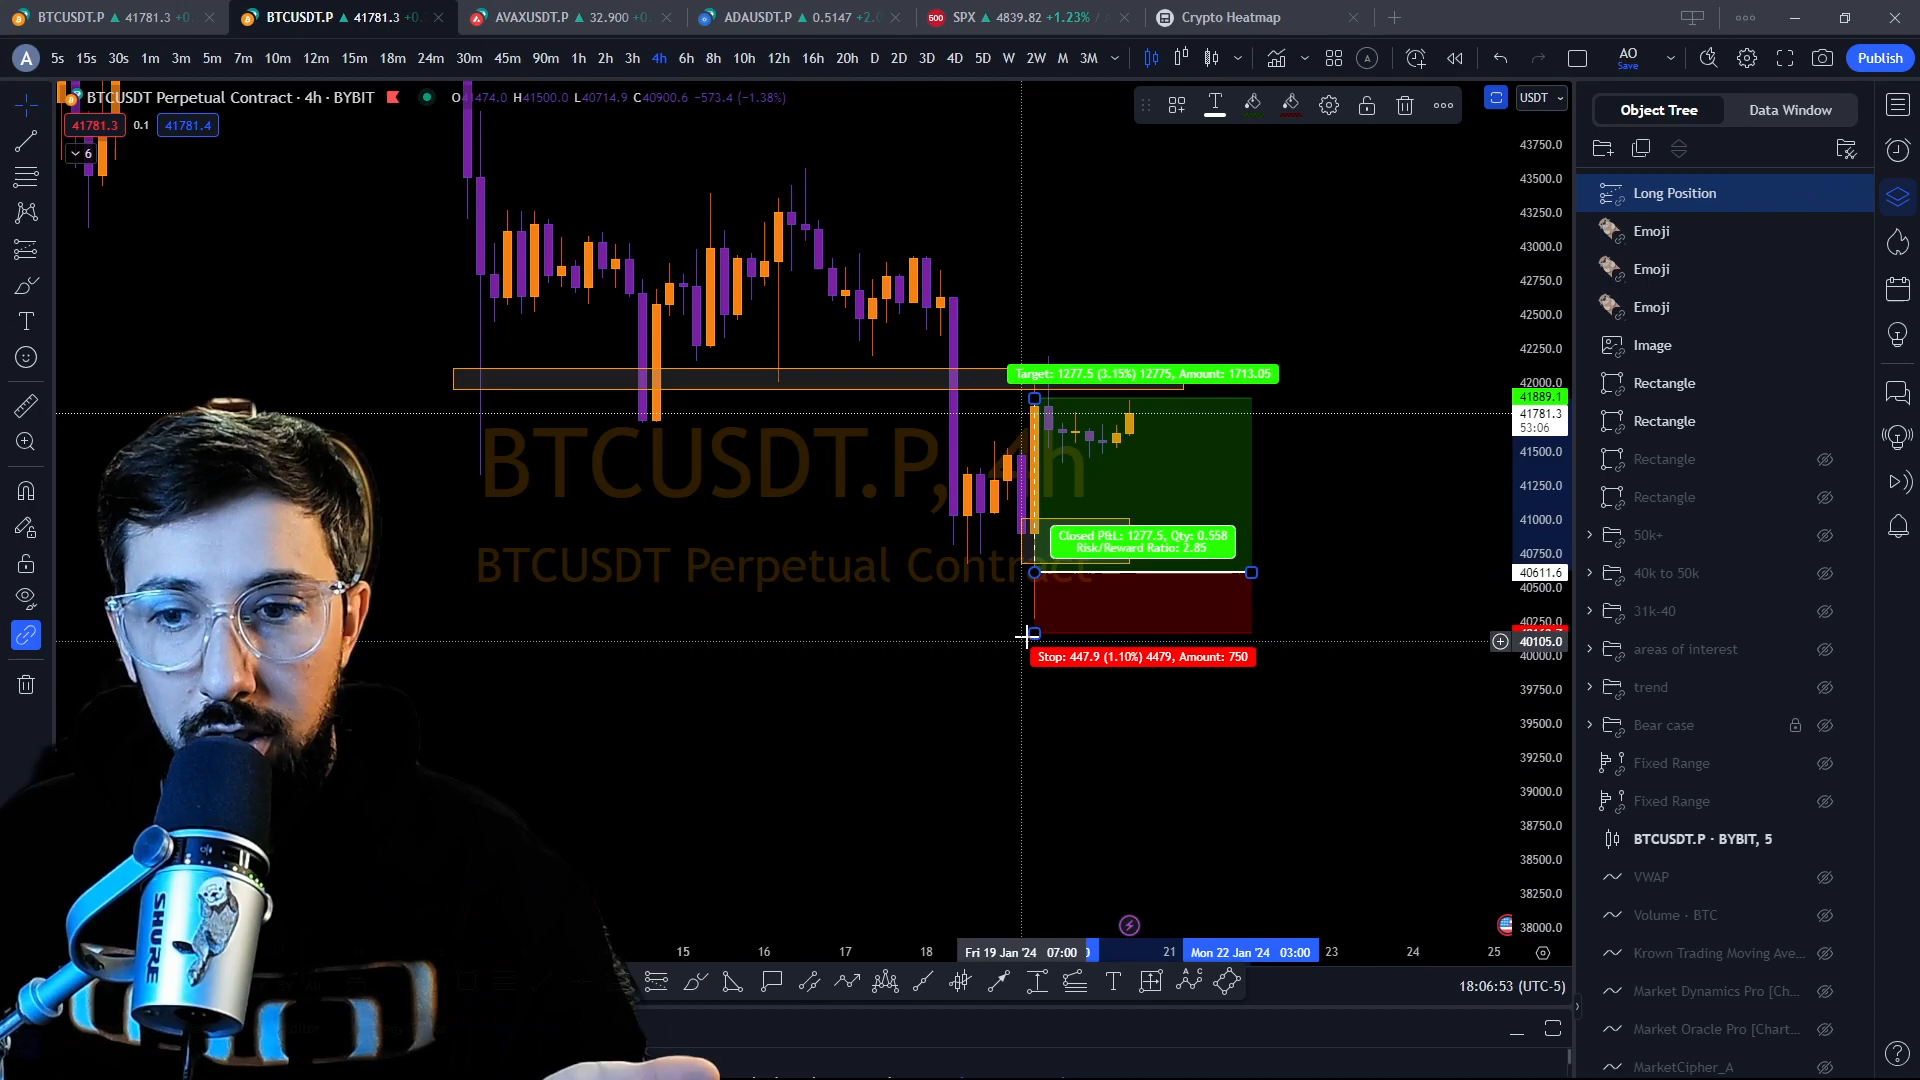 BTCUSDT.P ▲ 41781.3 +0.
BTCUSDT.P ▲ 41781.3 +0.
AVAXUSDT.P ▲ 32.900 +0.
ADAUSDT.P ▲ 0.5147 +2.
500 SPX ▲ 4839.82 +1.23%
Crypto Heatmap
A 5s 15s 30s 1m 3m 5m 7m 10m 12m 15m 18m 24m 30m 45m 90m 1h 2h 3h 4h 6h 8h 10h 12h 16h 20h D 2D 3D 4D 5D W 2W M 3M
A
AO
Save
Publish
BTCUSDT Perpetual Contract · 4h · BYBIT
O41474.0 H41500.0 L40714.9 C40900.6 −573.4 (−1.38%)
USDT
41781.3 0.1 41781.4
6
43750.0
43500.0
43250.0
43000.0
42750.0
42500.0
42250.0
42000.0
41889.1
41781.3
53:06
41500.0
41250.0
41000.0
40750.0
40611.6
40500.0
40250.0
40105.0
40000.0
39750.0
39500.0
39250.0
39000.0
38750.0
38500.0
38250.0
38000.0
Target: 1277.5 (3.15%) 12775, Amount: 1713.05
BTCUSDT.P, 4h
Closed P&L: 1277.5, Qty: 0.558
Risk/Reward Ratio: 2.85
BTCUSDT Perpetual Contract
Stop: 447.9 (1.10%) 4479, Amount: 750
SHURE
15 16 17 18
Fri 19 Jan '24 07:00
21
Mon 22 Jan '24 03:00
23 24 25
18:06:53 (UTC-5)
Object Tree
Data Window
Long Position
Emoji
Emoji
Emoji
Image
Rectangle
Rectangle
Rectangle
Rectangle
50k+
40k to 50k
31k-40
areas of interest
trend
Bear case
Fixed Range
Fixed Range
BTCUSDT.P · BYBIT, 5
VWAP
Volume · BTC
Krown Trading Moving Ave...
Market Dynamics Pro [Ch...
Market Oracle Pro [Chart...
MarketCipher_A